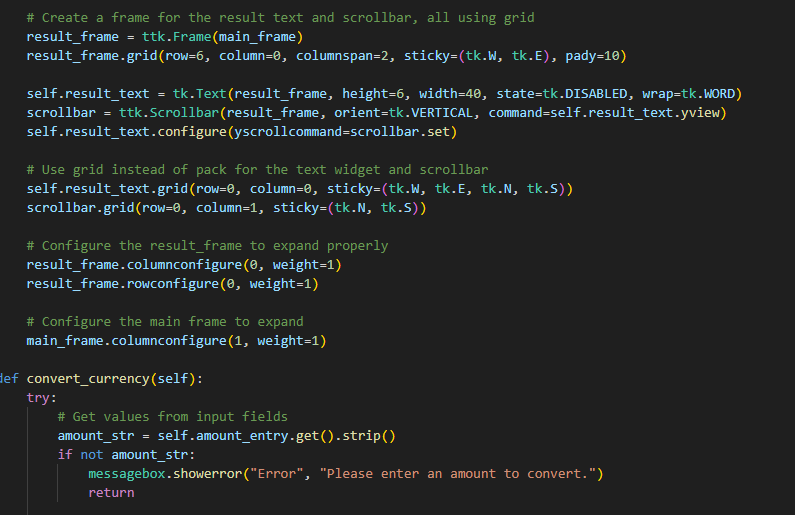 # Create a frame for the result text and scrollbar, all using grid
result_frame = ttk.Frame(main_frame)
result_frame.grid(row=6, column=0, columnspan=2, sticky=(tk.W, tk.E), pady=10)
self.result_text = tk.Text(result_frame, height=6, width=40, state=tk.DISABLED, wrap=tk.WORD)
scrollbar = ttk.Scrollbar(result_frame, orient=tk.VERTICAL, command=self.result_text.yview)
self.result_text.configure(yscrollcommand=scrollbar.set)
# Use grid instead of pack for the text widget and scrollbar
self.result_text.grid(row=0, column=0, sticky=(tk.W, tk.E, tk.N, tk.S))
scrollbar.grid(row=0, column=1, sticky=(tk.N, tk.S))
# Configure the result_frame to expand properly
result_frame.columnconfigure(0, weight=1)
result_frame.rowconfigure(0, weight=1)
# Configure the main frame to expand
main_frame.columnconfigure(1, weight=1)
def convert_currency(self):
try:
# Get values from input fields
amount_str = self.amount_entry.get().strip()
if not amount_str:
messagebox.showerror("Error", "Please enter an amount to convert.")
return